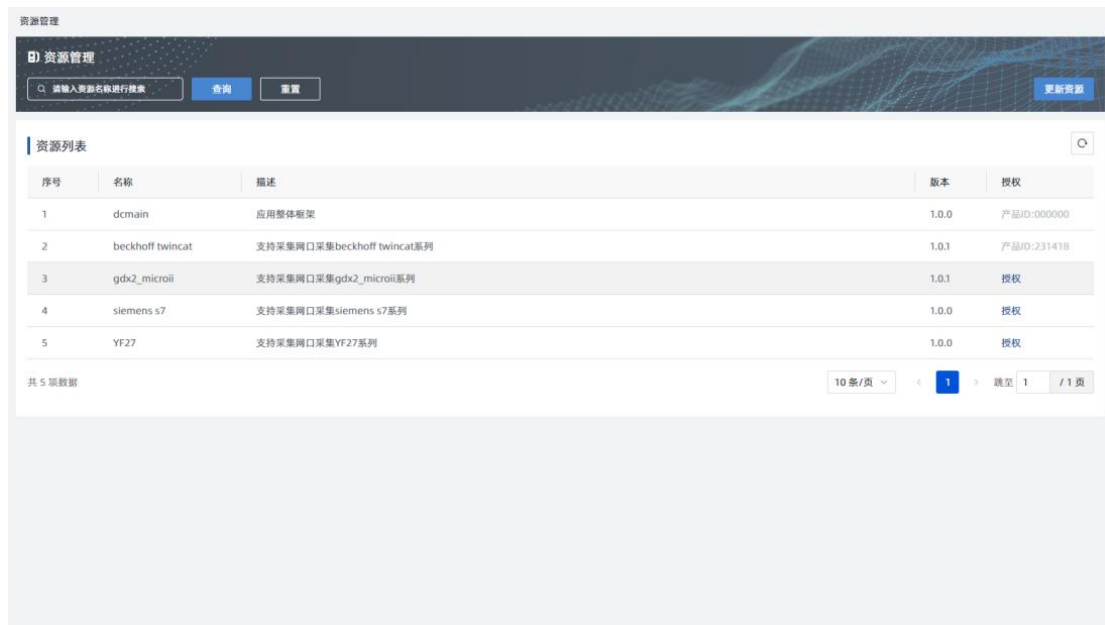 资源管理
资源管理
请输入资源名称进行搜索 查询 重置 更新资源
资源列表
序号 名称 描述 版本 授权
1 dcmain 应用整体框架 1.0.0 产品ID:000000
2 beckhoff twincat 支持采集网口采集beckhoff twincat系列 1.0.1 产品ID:231418
3 gdx2_microii 支持采集网口采集gdx2_microii系列 1.0.1 授权
4 siemens s7 支持采集网口采集siemens s7系列 1.0.0 授权
5 YF27 支持采集网口采集YF27系列 1.0.0 授权
共 5 项数据 10 条/页 1 跳至 1 / 1 页